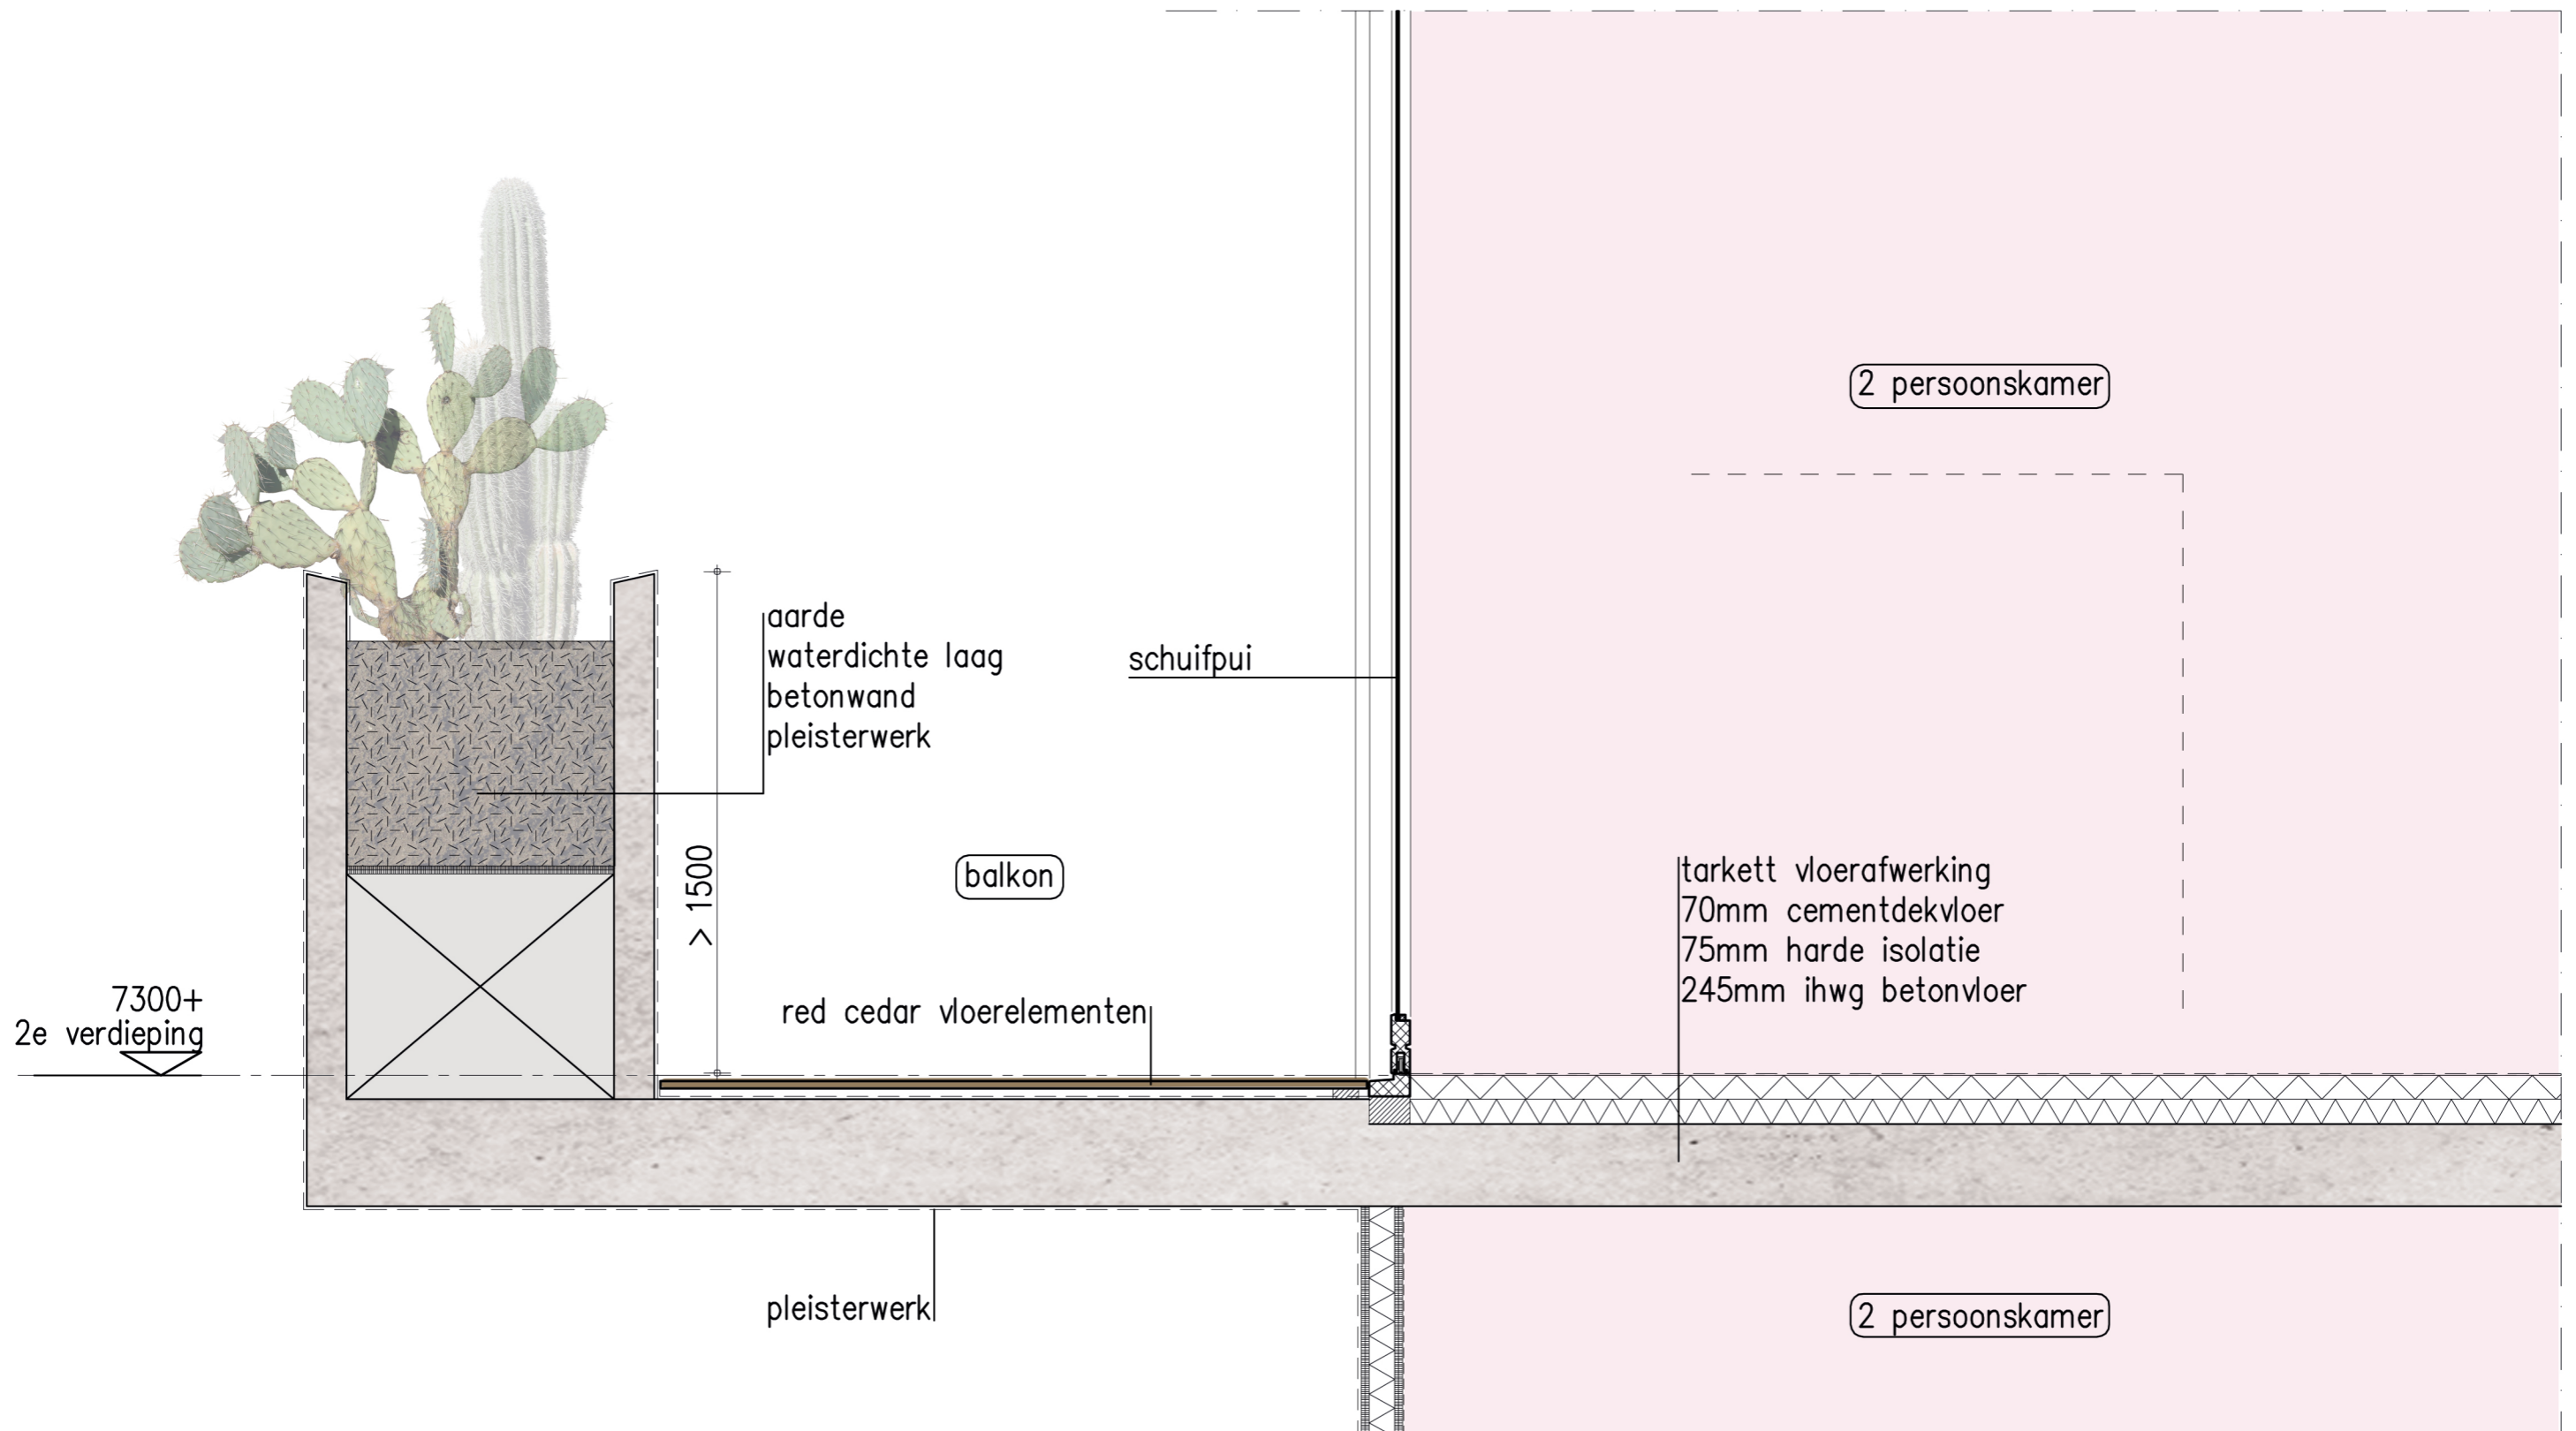 2 persoonskamer
aarde
waterdichte laag
betonwand
pleisterwerk
schuifpui
> 1500
balkon
tarkett vloerafwerking
70mm cementdekvloer
75mm harde isolatie
245mm ihwg betonvloer
7300+
2e verdieping
red cedar vloerelementen
pleisterwerk
2 persoonskamer